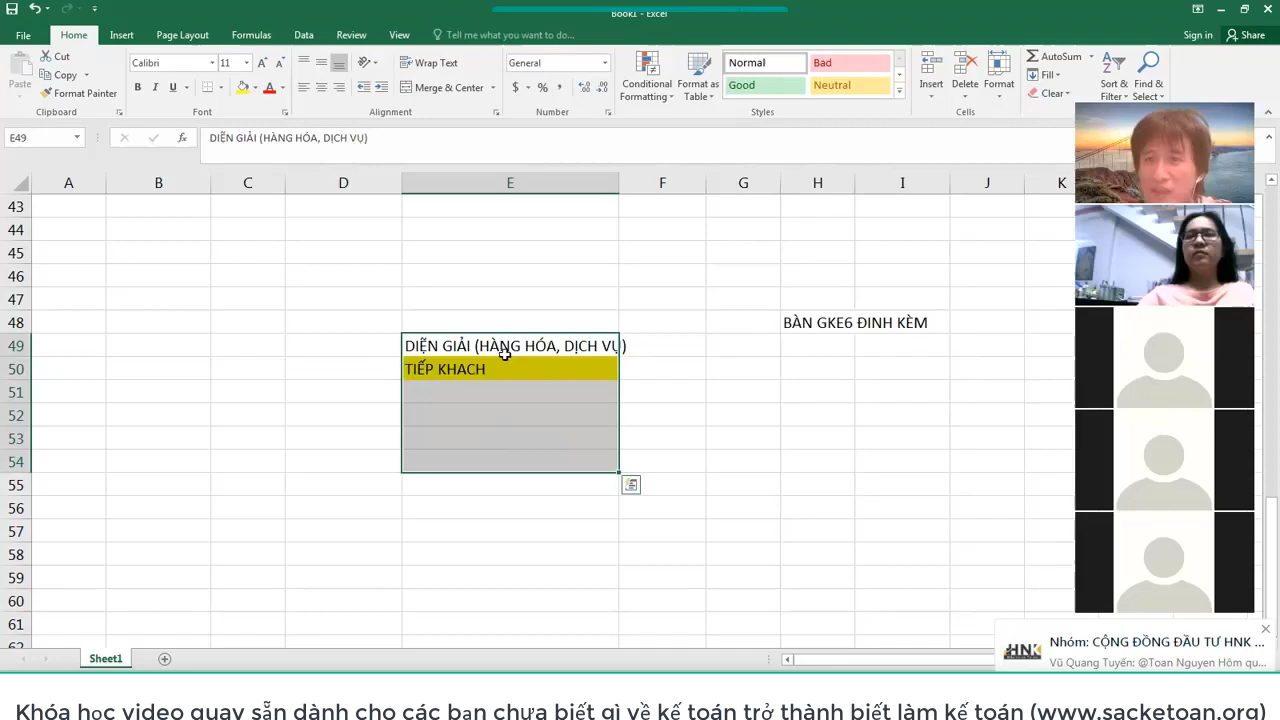 Book1 - Excel
File Home Insert Page Layout Formulas Data Review View Tell me what you want to do... Sign in Share
Cut
Copy
Format Painter
Paste
Clipboard
Calibri 11
B I U
Font
Wrap Text
Merge & Center
Alignment
General
$ % ,
Number
Conditional Formatting
Format as Table
Normal Bad
Good Neutral
Styles
Insert Delete Format
Cells
AutoSum
Fill
Clear
Sort & Filter
Find & Select
E49 fx DIỄN GIẢI (HÀNG HÓA, DỊCH VỤ)
A B C D E F G H I J K
43
44
45
46
47
48 BÀN GKE6 ĐINH KÈM
49 DIỄN GIẢI (HÀNG HÓA, DỊCH VỤ)
50 TIẾP KHACH
51
52
53
54
55
56
57
58
59
60
61
62
Sheet1
HNK
Nhóm: CỘNG ĐỒNG ĐẦU TƯ HNK ...
Vũ Quang Tuyến: @Toan Nguyen Hôm qu...
Khóa học video quay sẵn dành cho các bạn chưa biết gì về kế toán trở thành biết làm kế toán (www.sacketoan.org)